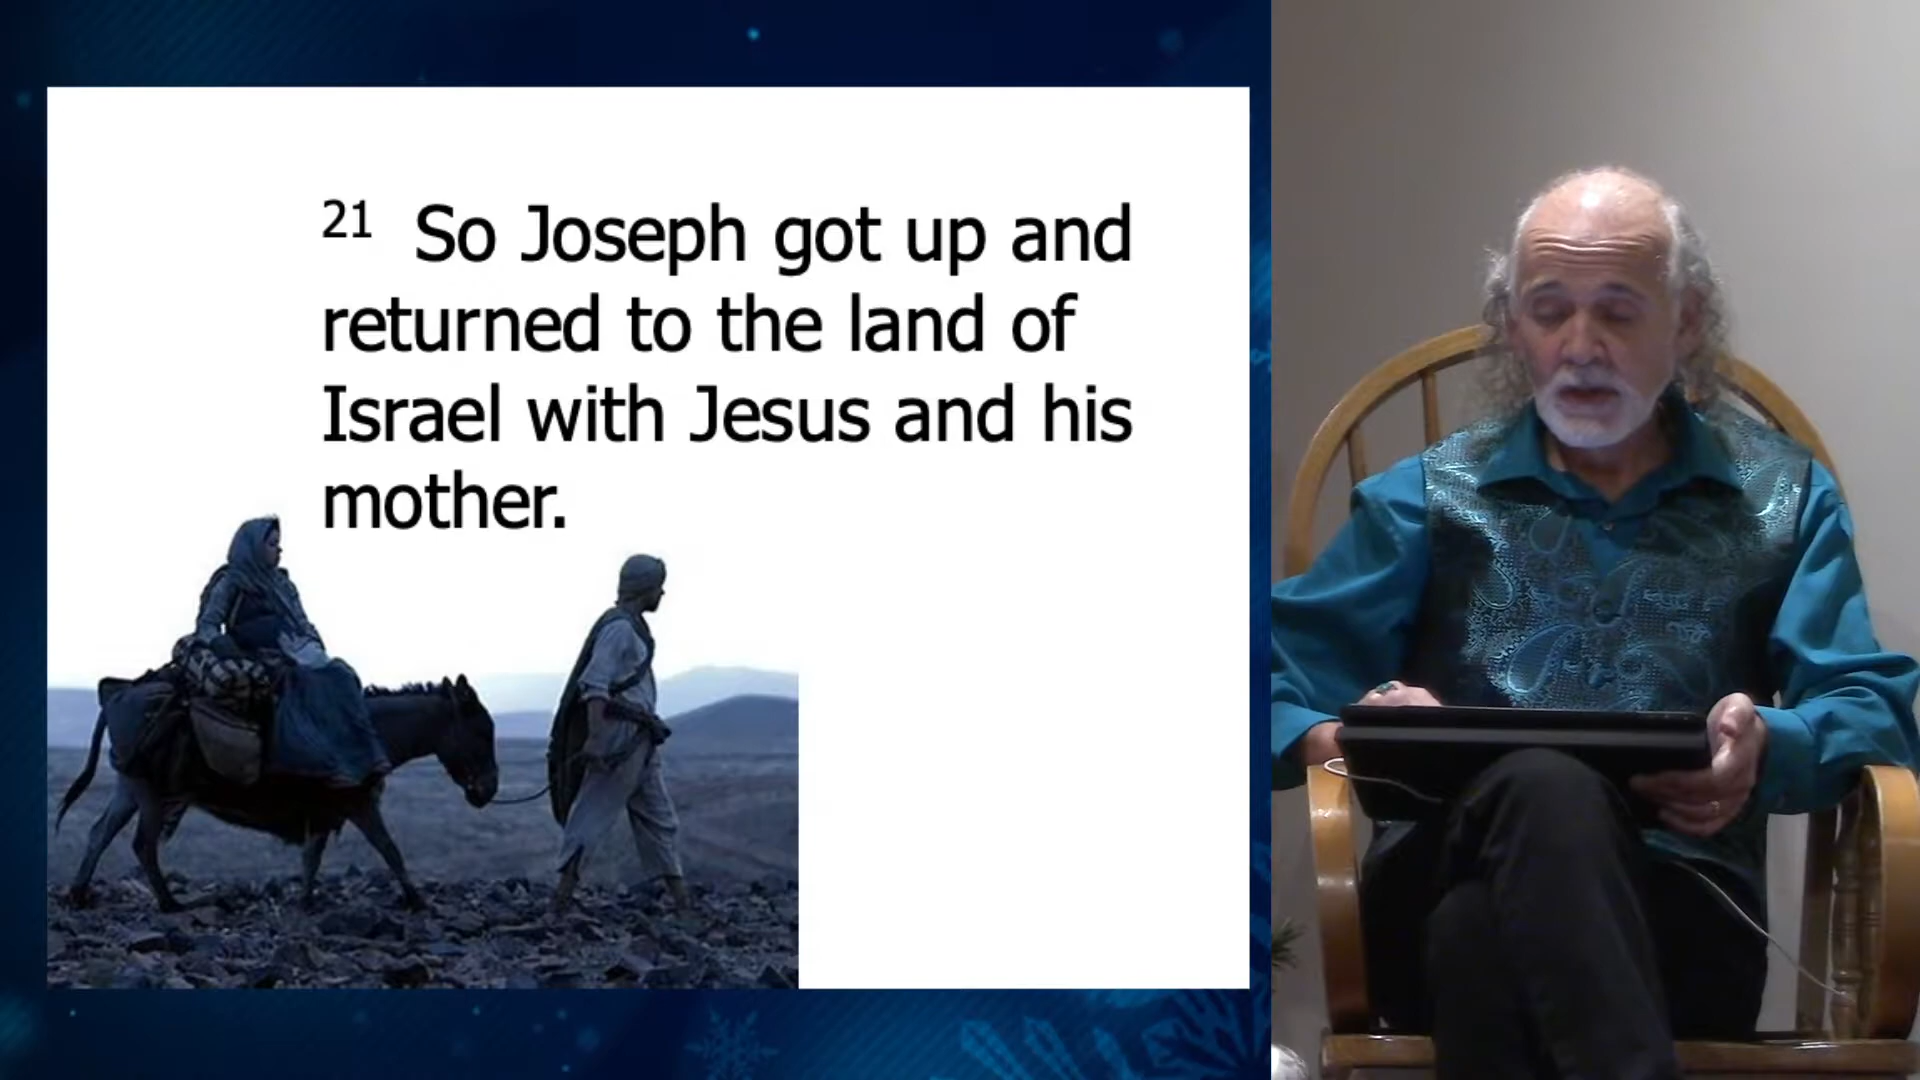 21 So Joseph got up and
returned to the land of
Israel with Jesus and his
mother.